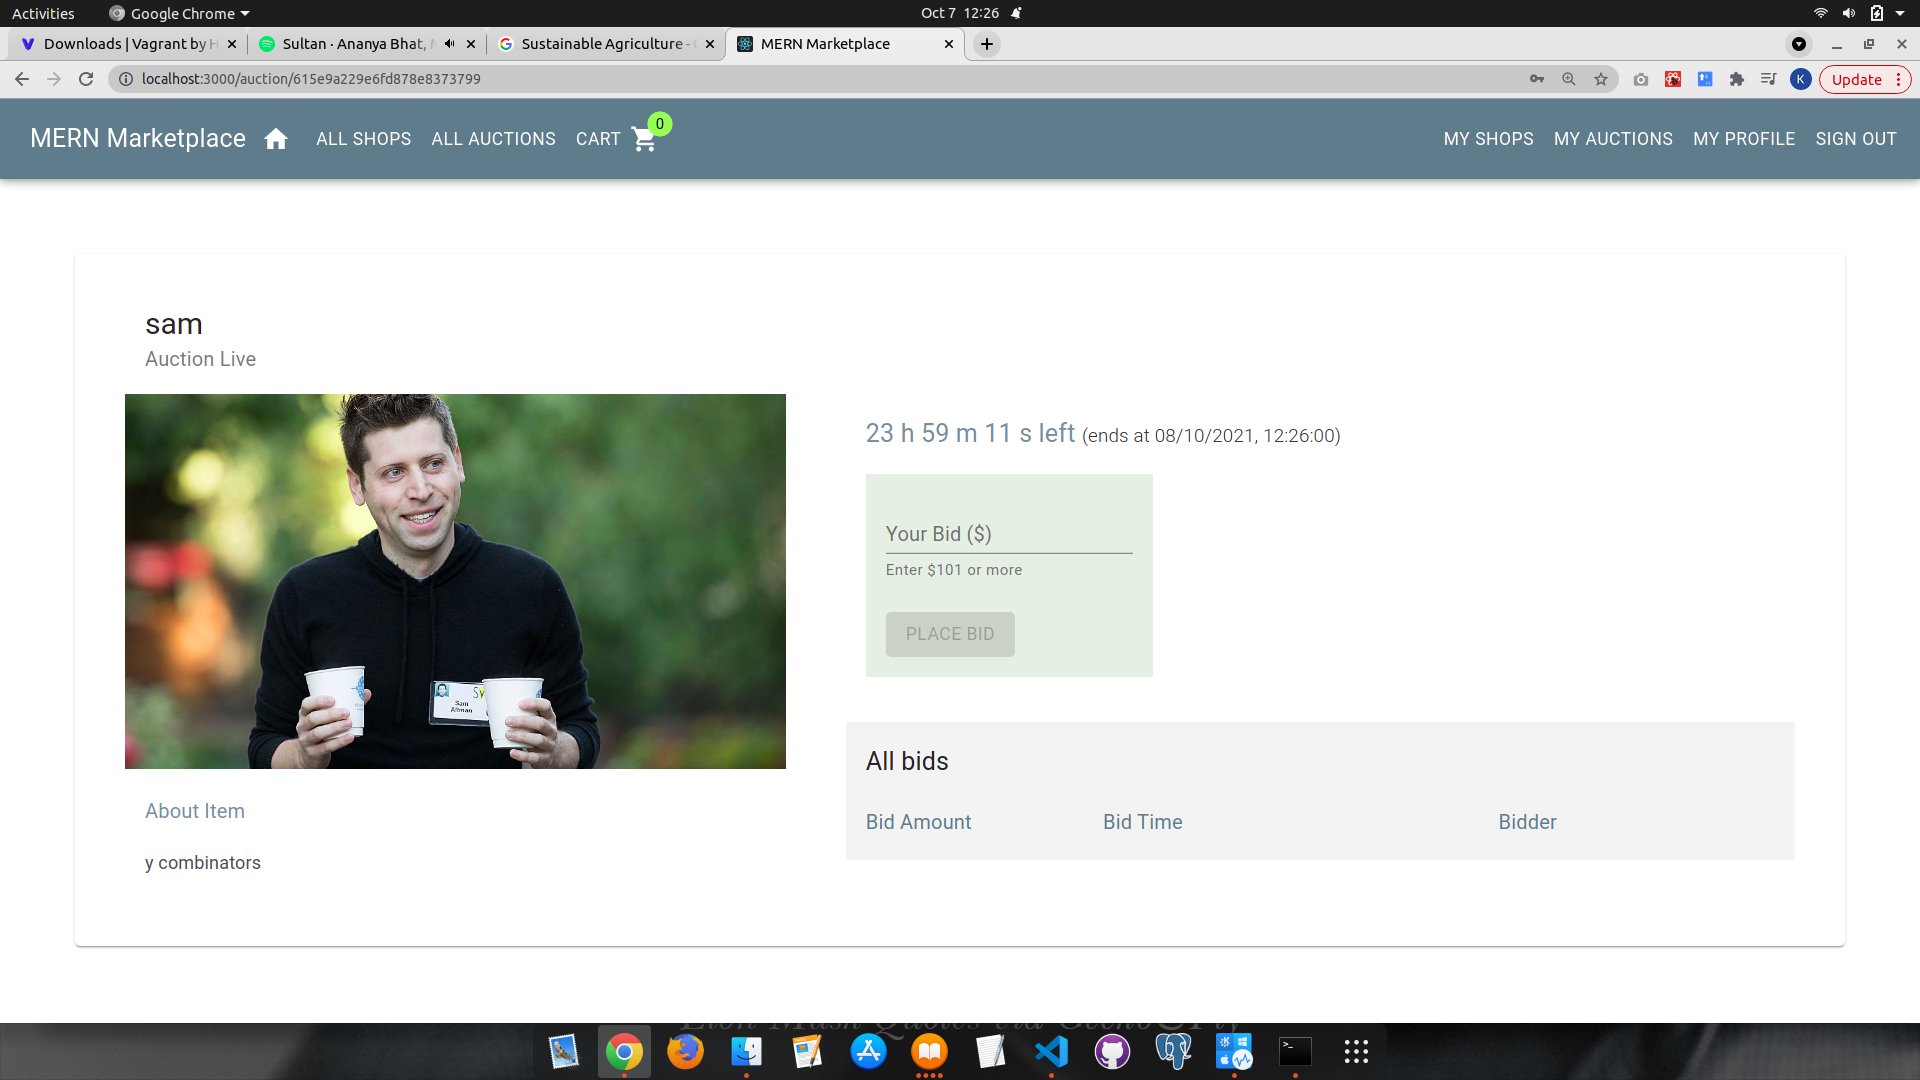 Activities
Google Chrome
Oct 7 12:26
Downloads | Vagrant by H
Sultan · Ananya Bhat,
Sustainable Agriculture -
MERN Marketplace
localhost:3000/auction/615e9a229e6fd878e8373799
K
Update
MERN Marketplace
ALL SHOPS
ALL AUCTIONS
CART
0
MY SHOPS
MY AUCTIONS
MY PROFILE
SIGN OUT
sam
Auction Live
Sam
Altman
23 h 59 m 11 s left (ends at 08/10/2021, 12:26:00)
Your Bid ($)
Enter $101 or more
PLACE BID
All bids
Bid Amount
Bid Time
Bidder
About Item
y combinators